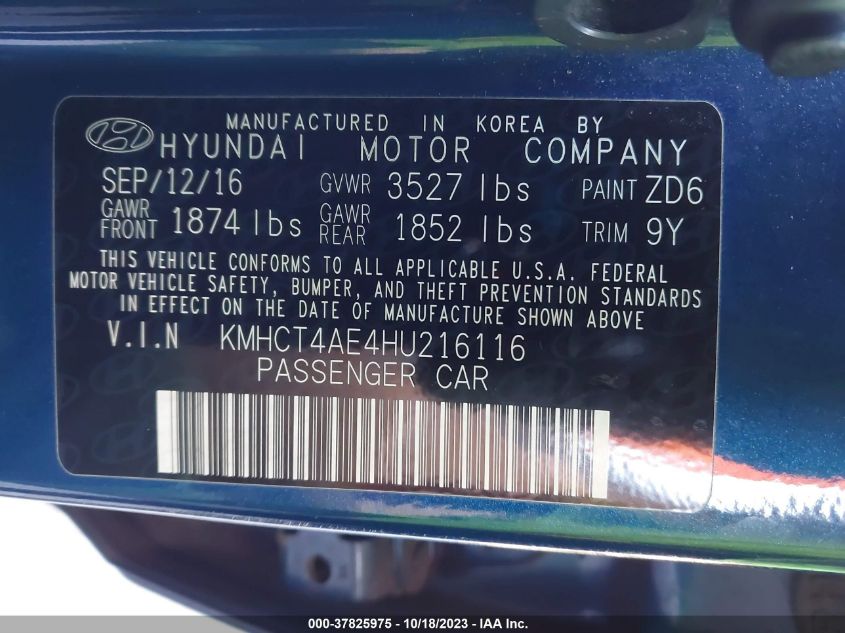 MANUFACTURED IN KOREA BY
HYUNDAI MOTOR COMPANY
SEP/12/16 GVWR 3527 lbs PAINT ZD6
GAWR FRONT 1874 lbs GAWR REAR 1852 lbs TRIM 9Y
THIS VEHICLE CONFORMS TO ALL APPLICABLE U.S.A. FEDERAL
MOTOR VEHICLE SAFETY, BUMPER, AND THEFT PREVENTION STANDARDS
IN EFFECT ON THE DATE OF MANUFACTURE SHOWN ABOVE
V.I.N KMHCT4AE4HU216116
PASSENGER CAR
000-37825975 - 10/18/2023 - IAA Inc.